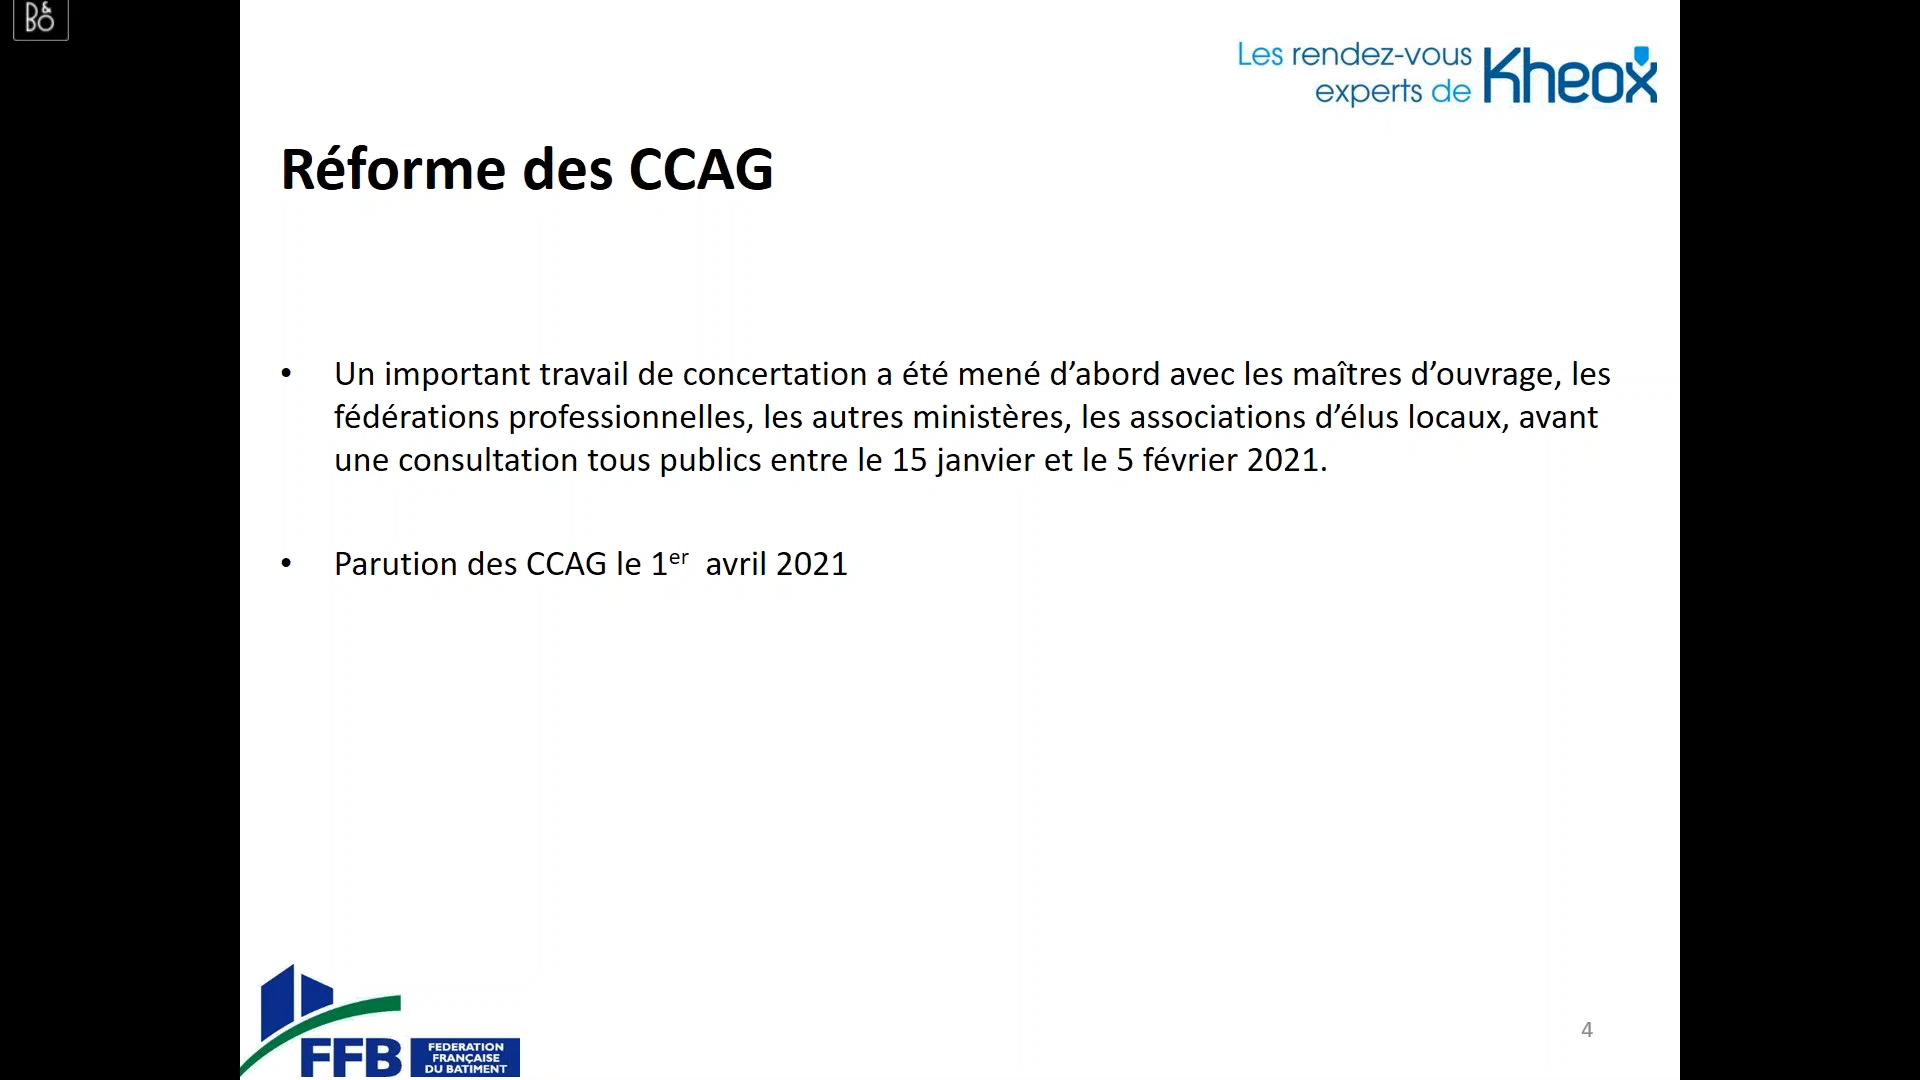 B&O
Les rendez-vous
experts de Kheox
Réforme des CCAG
• Un important travail de concertation a été mené d’abord avec les maîtres d’ouvrage, les
fédérations professionnelles, les autres ministères, les associations d’élus locaux, avant
une consultation tous publics entre le 15 janvier et le 5 février 2021.
• Parution des CCAG le 1er avril 2021
FFB
FEDERATION
FRANÇAISE
DU BATIMENT
4